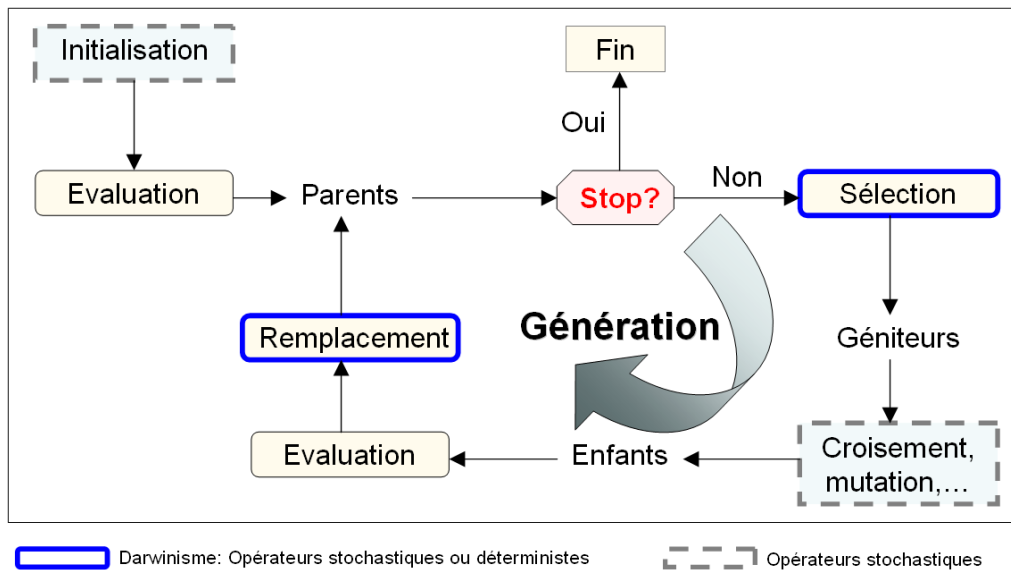 Initialisation
Fin
Oui
Evaluation
Parents
Stop?
Non
Sélection
Génération
Remplacement
Géniteurs
Evaluation
Enfants
Croisement,
mutation,...
Darwinisme: Opérateurs stochastiques ou déterministes
Opérateurs stochastiques